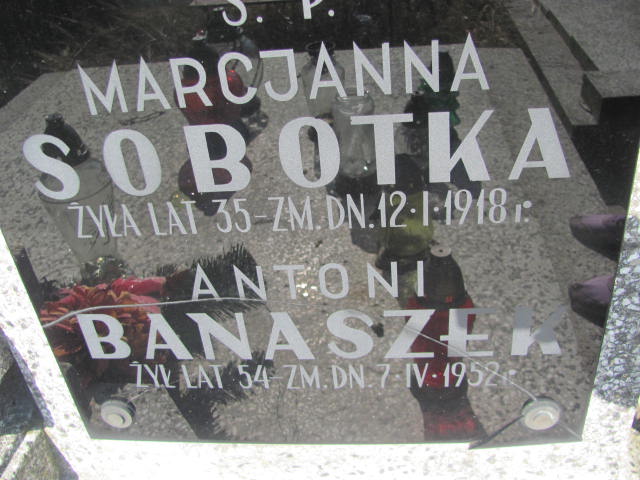 Ś. P.
MARCJANNA
SOBOTKA
ŻYŁA LAT 35-ZM.DN.12·I·1918 r.
ANTONI
BANASZEK
ŻYŁ LAT 54-ZM.DN.7·IV·1952 r.